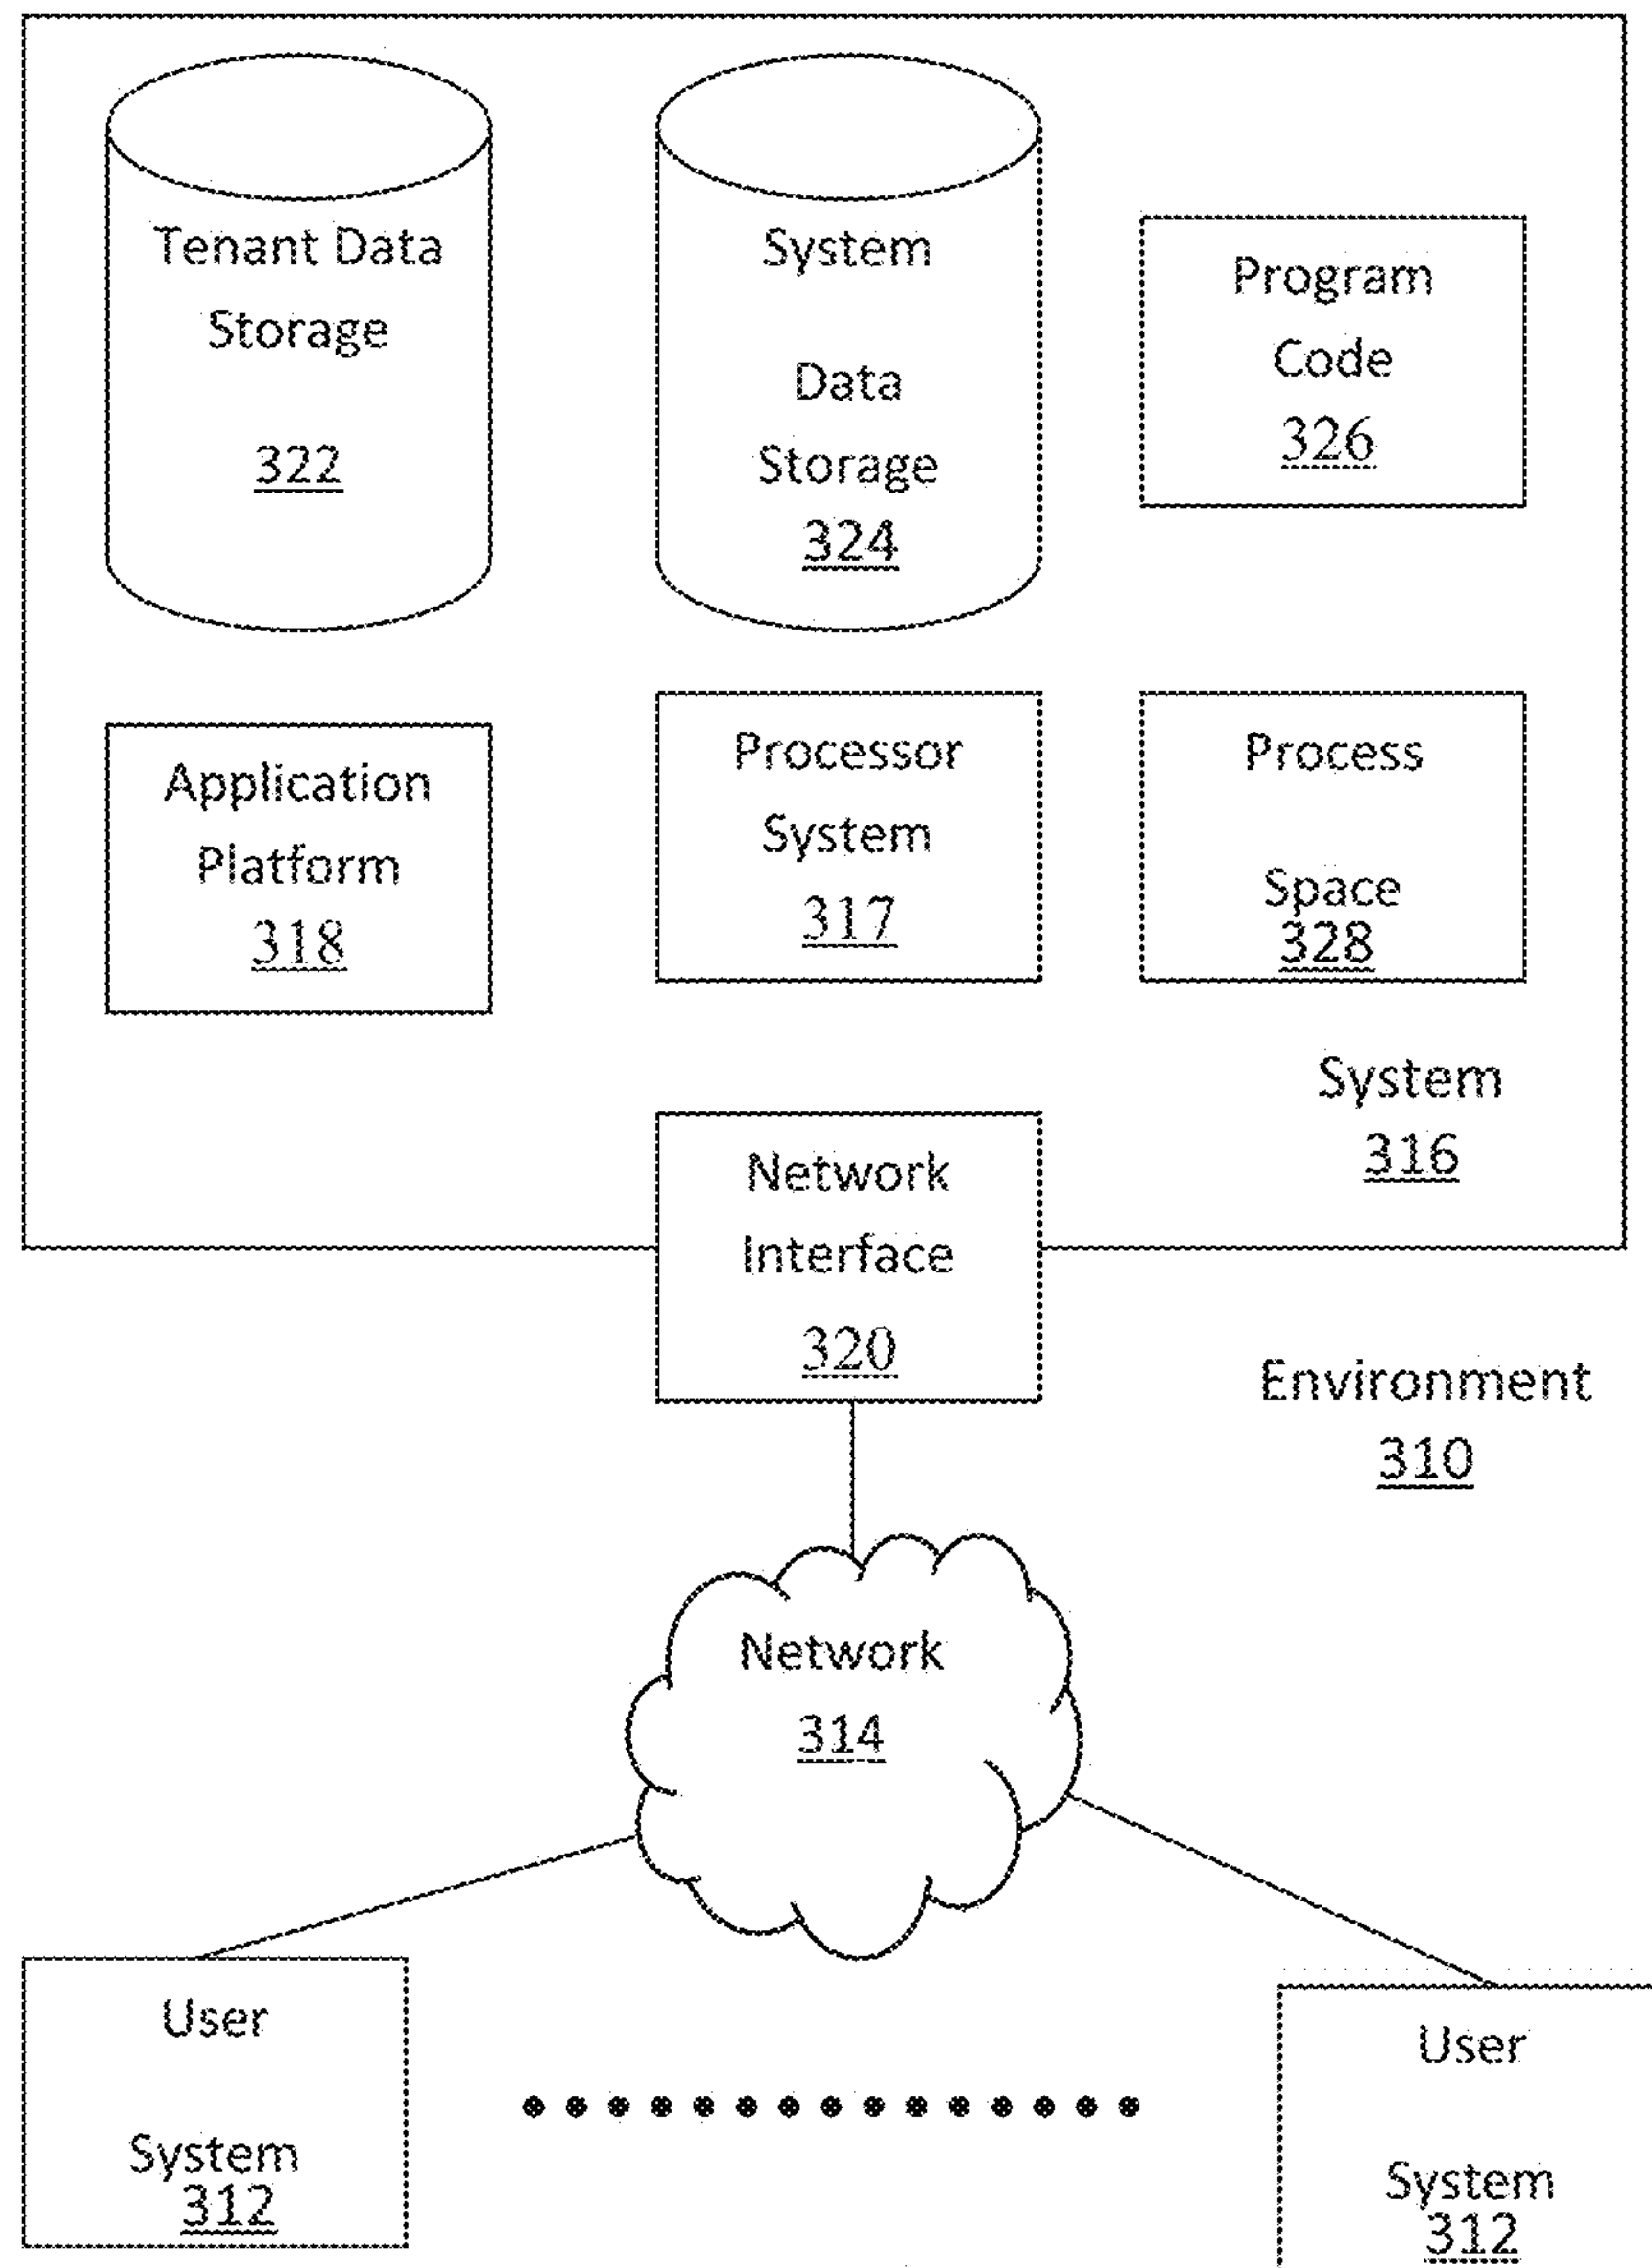 Tenant Data
Storage
322
System
Data
Storage
324
Program
Code
326
Application
Platform
318
Processor
System
317
Process
Space
328
System
316
Network
Interface
320
Environment
310
Network
314
User
System
312
User
System
312